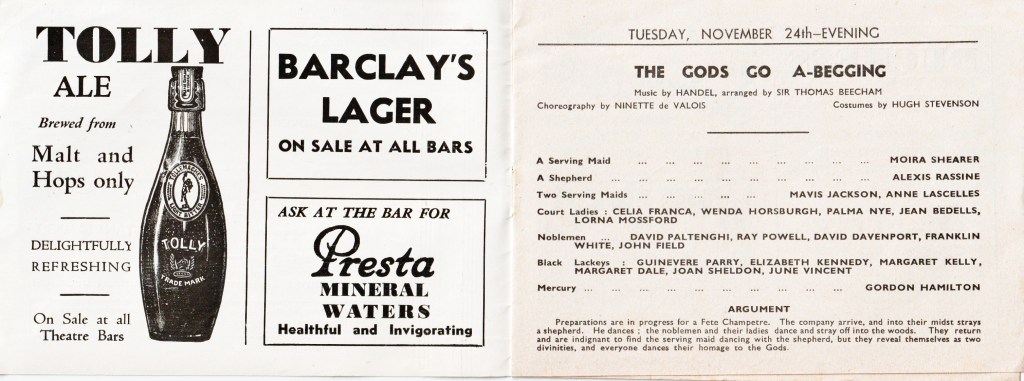 TOLLY
ALE
Brewed from
Malt and
Hops only
DELIGHTFULLY
REFRESHING
On Sale at all
Theatre Bars
TOLLY
TRADE MARK
BARCLAY'S
LAGER
ON SALE AT ALL BARS
ASK AT THE BAR FOR
Presta
MINERAL
WATERS
Healthful and Invigorating
TUESDAY, NOVEMBER 24th—EVENING
THE GODS GO A-BEGGING
Music by HANDEL, arranged by SIR THOMAS BEECHAM
Choreography by NINETTE de VALOIS Costumes by HUGH STEVENSON
A Serving Maid ... ... ... ... ... ... ... ... ... MOIRA SHEARER
A Shepherd ... ... ... ... ... ... ... ... ... ... ALEXIS RASSINE
Two Serving Maids ... ... ... ... ... MAVIS JACKSON, ANNE LASCELLES
Court Ladies : CELIA FRANCA, WENDA HORSBURGH, PALMA NYE, JEAN BEDELLS,
LORNA MOSSFORD
Noblemen ... DAVID PALTENGHI, RAY POWELL, DAVID DAVENPORT, FRANKLIN
WHITE, JOHN FIELD
Black Lackeys : GUINEVERE PARRY, ELIZABETH KENNEDY, MARGARET KELLY,
MARGARET DALE, JOAN SHELDON, JUNE VINCENT
Mercury ... ... ... ... ... ... ... ... ... ... GORDON HAMILTON
ARGUMENT
Preparations are in progress for a Fete Champetre. The company arrive, and into their midst strays
a shepherd. He dances : the noblemen and their ladies dance and stray off into the woods. They return
and are indignant to find the serving maid dancing with the shepherd, but they reveal themselves as two
divinities, and everyone dances their homage to the Gods.